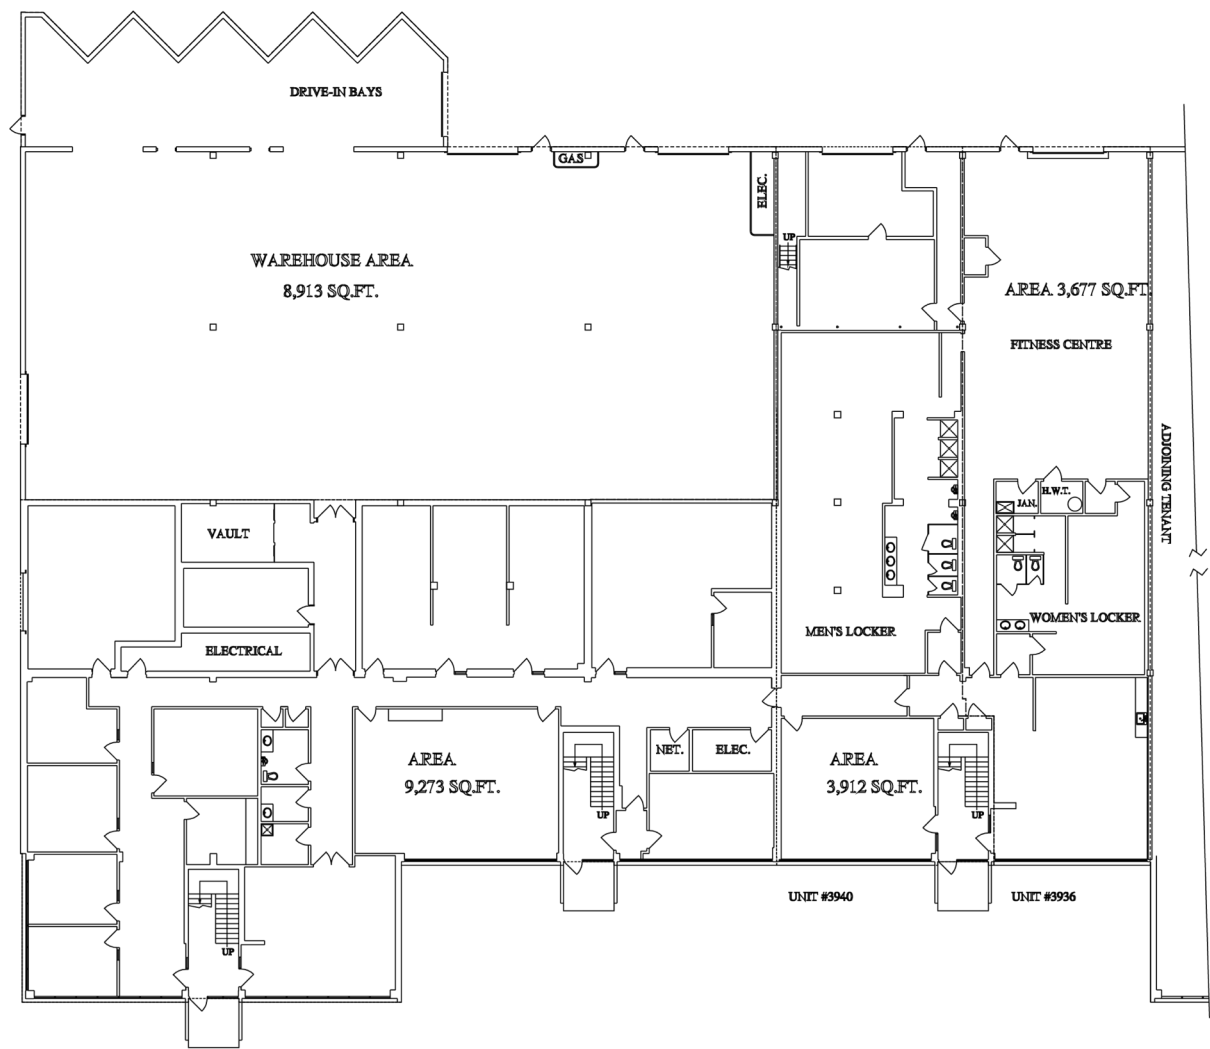 DRIVE-IN BAYS
GAS
ELEC.
UP
WAREHOUSE AREA
8,913 SQ.FT.
AREA 3,677 SQ.FT.
FITNESS CENTRE
ADJOINING TENANT
JAN.
H.W.T.
VAULT
ELECTRICAL
MEN'S LOCKER
WOMEN'S LOCKER
AREA
9,273 SQ.FT.
NET.
ELEC.
AREA
3,912 SQ.FT.
UP
UP
UNIT #3940
UNIT #3936
UP